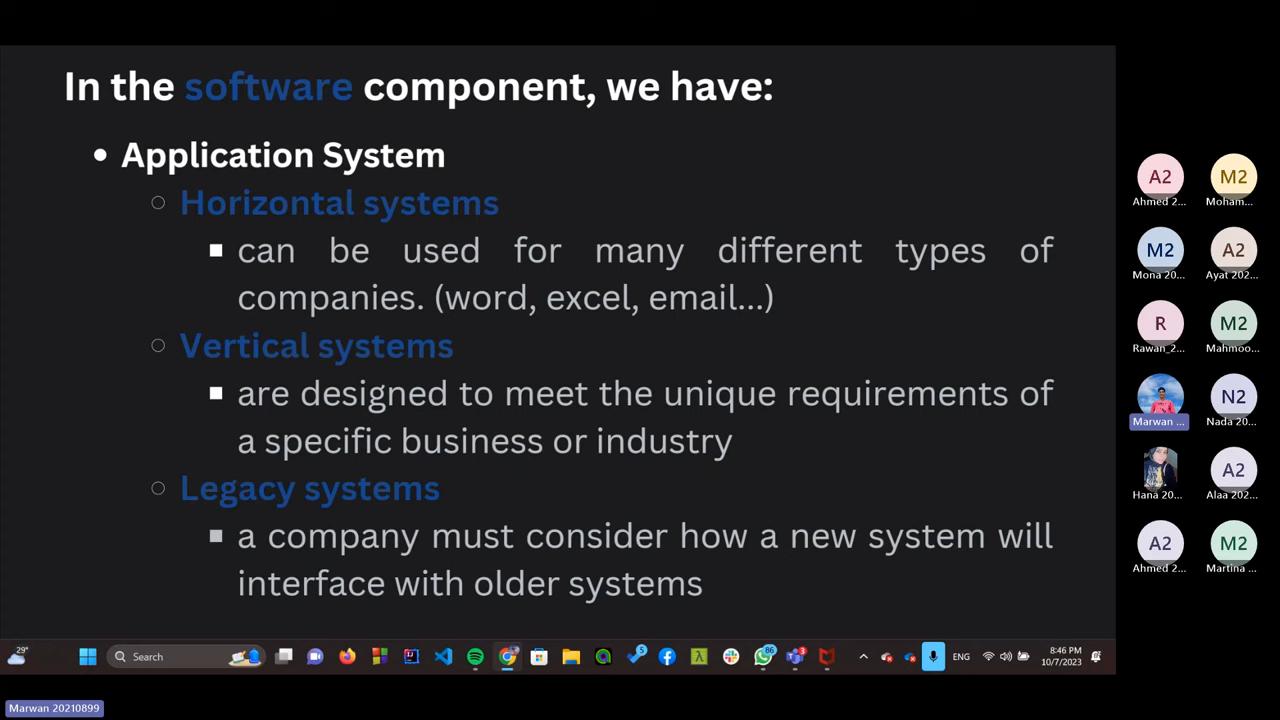 In the software component, we have:
• Application System
○ Horizontal systems
■ can be used for many different types of
companies. (word, excel, email...)
○ Vertical systems
■ are designed to meet the unique requirements of
a specific business or industry
○ Legacy systems
■ a company must consider how a new system will
interface with older systems
A2 M2
Ahmed 2... Moham...
M2 A2
Mona 20... Ayat 202...
R M2
Rawan_2... Mahmoo...
N2
Marwan ... Nada 20...
A2
Hana 20... Alaa 202...
A2 M2
Ahmed 2... Martina ...
29°
Search
5
86
3
ENG
8:46 PM
10/7/2023
Marwan 20210899